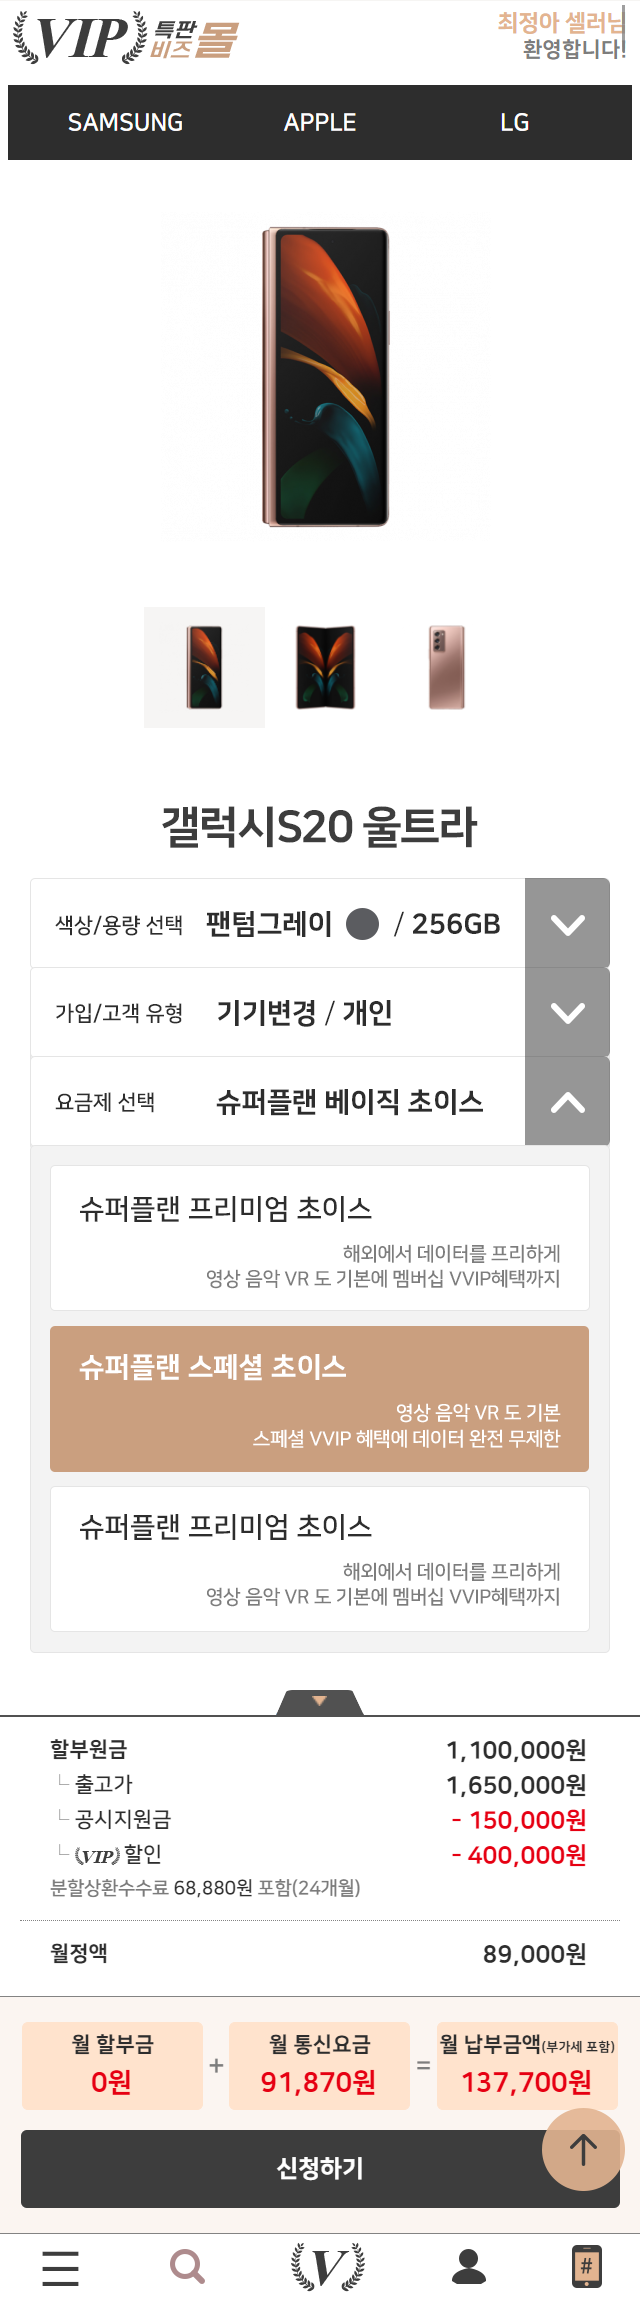 VIP 특판 비즈 몰
최정아 셀러님
환영합니다!
SAMSUNG APPLE LG
갤럭시S20 울트라
색상/용량 선택 팬텀그레이 / 256GB
가입/고객 유형 기기변경 / 개인
요금제 선택 슈퍼플랜 베이직 초이스
슈퍼플랜 프리미엄 초이스
해외에서 데이터를 프리하게
영상 음악 VR 도 기본에 멤버십 VVIP혜택까지
슈퍼플랜 스페셜 초이스
영상 음악 VR 도 기본
스페셜 VVIP 혜택에 데이터 완전 무제한
슈퍼플랜 프리미엄 초이스
해외에서 데이터를 프리하게
영상 음악 VR 도 기본에 멤버십 VVIP혜택까지
할부원금 1,100,000원
출고가 1,650,000원
공시지원금 - 150,000원
VIP 할인 - 400,000원
분할상환수수료 68,880원 포함(24개월)
월정액 89,000원
월 할부금 월 통신요금 월 납부금액(부가세 포함)
0원 + 91,870원 = 137,700원
신청하기
V #